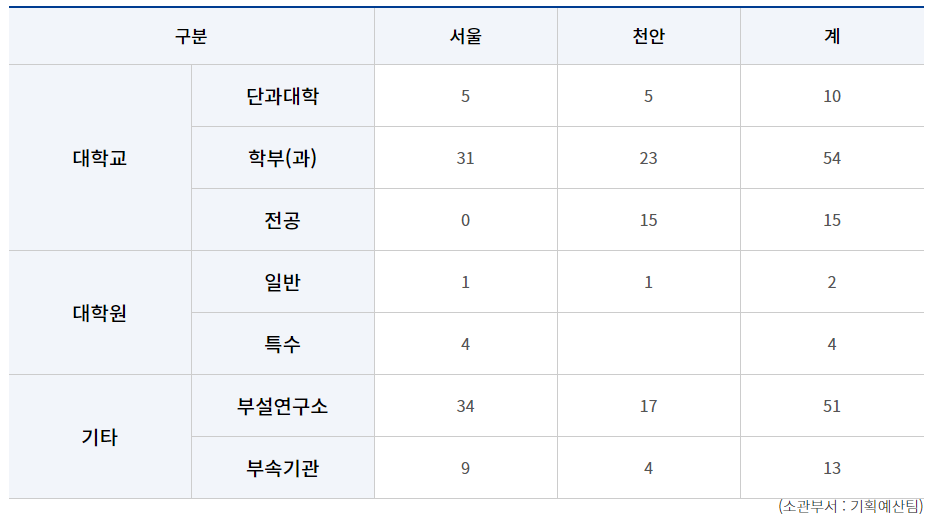 구분 서울 천안 계
대학교 단과대학 5 5 10
학부(과) 31 23 54
전공 0 15 15
대학원 일반 1 1 2
특수 4 4
기타 부설연구소 34 17 51
부속기관 9 4 13
(소관부서 : 기획예산팀)